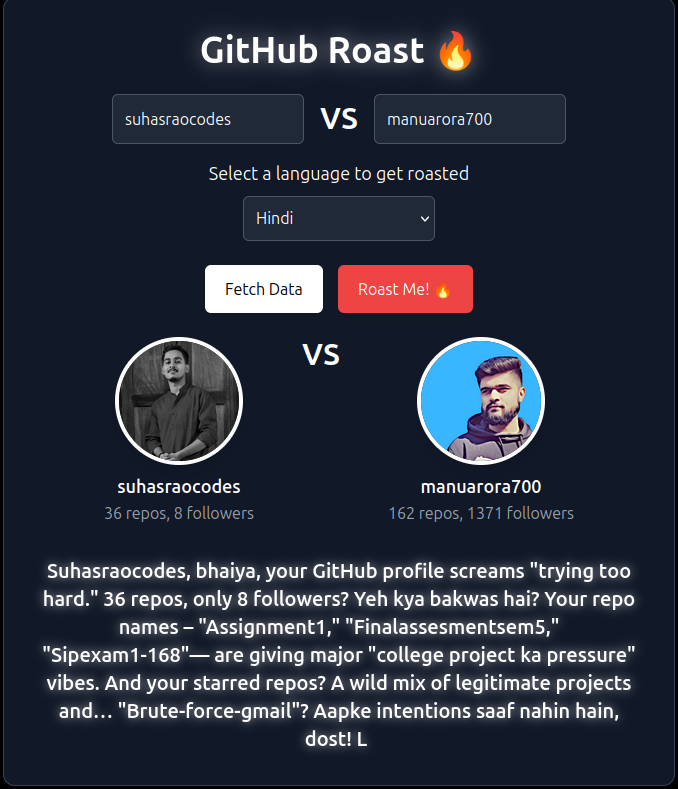 GitHub Roast 🔥
suhasraocodes VS manuarora700
Select a language to get roasted
Hindi
Fetch Data Roast Me! 🔥
VS
suhasraocodes manuarora700
36 repos, 8 followers 162 repos, 1371 followers
Suhasraocodes, bhaiya, your GitHub profile screams "trying too
hard." 36 repos, only 8 followers? Yeh kya bakwas hai? Your repo
names – "Assignment1," "Finalassesmentsem5,"
"Sipexam1-168"— are giving major "college project ka pressure"
vibes. And your starred repos? A wild mix of legitimate projects
and... "Brute-force-gmail"? Aapke intentions saaf nahin hain,
dost! L